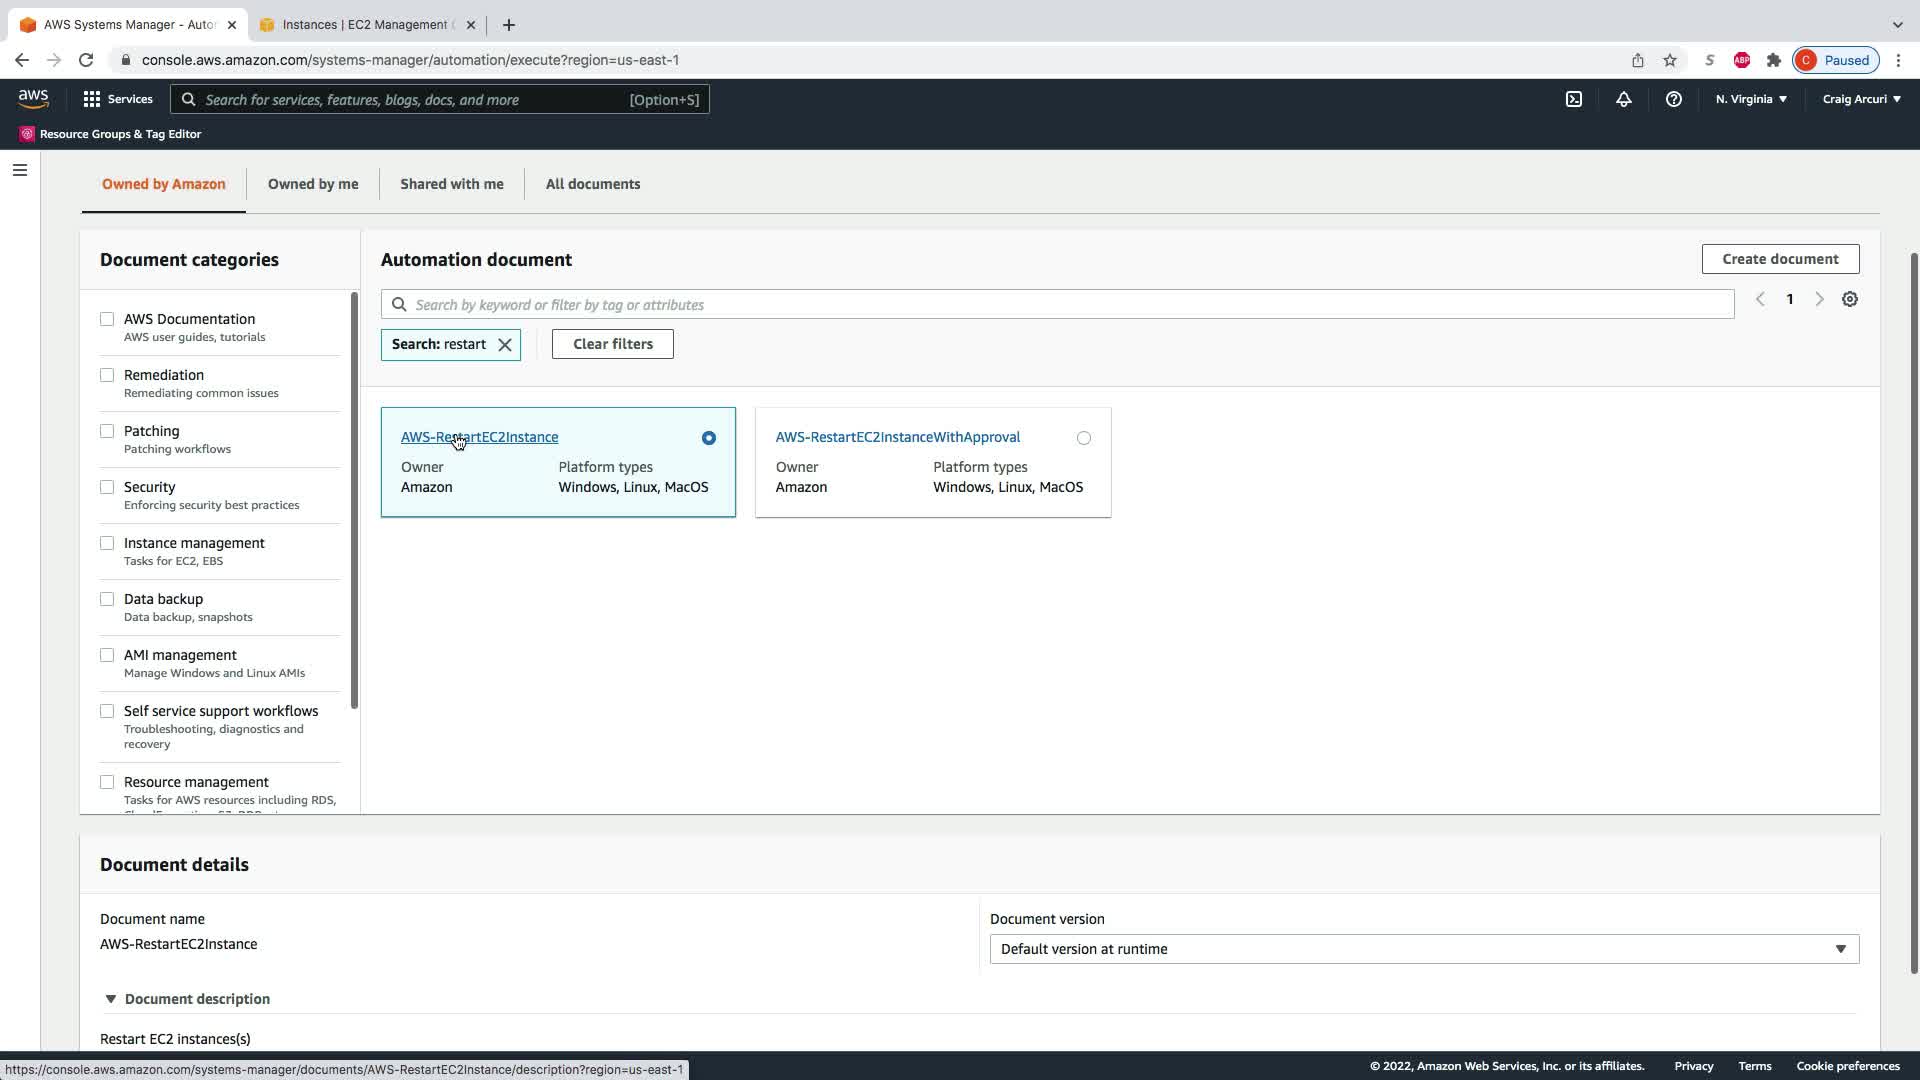 AWS Systems Manager - Auto
Instances | EC2 Management
console.aws.amazon.com/systems-manager/automation/execute?region=us-east-1
S
ABP
C Paused
aws
Services
Search for services, features, blogs, docs, and more [Option+S]
N. Virginia
Craig Arcuri
Resource Groups & Tag Editor
Owned by Amazon
Owned by me
Shared with me
All documents
Document categories
AWS Documentation
AWS user guides, tutorials
Remediation
Remediating common issues
Patching
Patching workflows
Security
Enforcing security best practices
Instance management
Tasks for EC2, EBS
Data backup
Data backup, snapshots
AMI management
Manage Windows and Linux AMIs
Self service support workflows
Troubleshooting, diagnostics and
recovery
Resource management
Tasks for AWS resources including RDS,
Automation document
Create document
Search by keyword or filter by tag or attributes
1
Search: restart
Clear filters
AWS-RestartEC2Instance
Owner
Platform types
Amazon
Windows, Linux, MacOS
AWS-RestartEC2InstanceWithApproval
Owner
Platform types
Amazon
Windows, Linux, MacOS
Document details
Document name
AWS-RestartEC2Instance
Document version
Default version at runtime
Document description
Restart EC2 instances(s)
https://console.aws.amazon.com/systems-manager/documents/AWS-RestartEC2Instance/description?region=us-east-1
© 2022, Amazon Web Services, Inc. or its affiliates.
Privacy
Terms
Cookie preferences